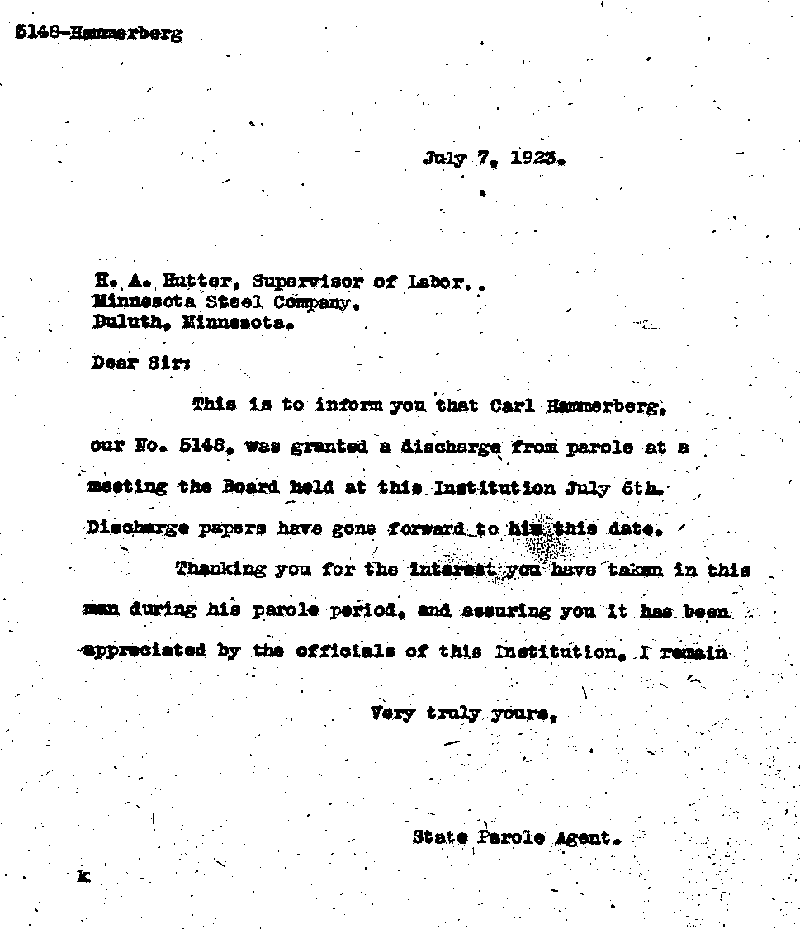 5148-Hammerberg
July 7, 1923.
H. A. Hutter, Supervisor of Labor.
Minnesota Steel Company.
Duluth, Minnesota.
Dear Sir:
This is to inform you that Carl Hammerberg,
our No. 5148, was granted a discharge from parole at a
meeting the Board held at this Institution July 6th.
Discharge papers have gone forward to him this date.
Thanking you for the interest you have taken in this
man during his parole period, and assuring you it has been
appreciated by the officials of this Institution, I remain
Very truly yours,
State Parole Agent.
k